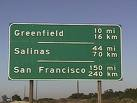 Greenfield 10 mi
16 km
Salinas 44 mi
70 km
San Francisco 150 mi
240 km